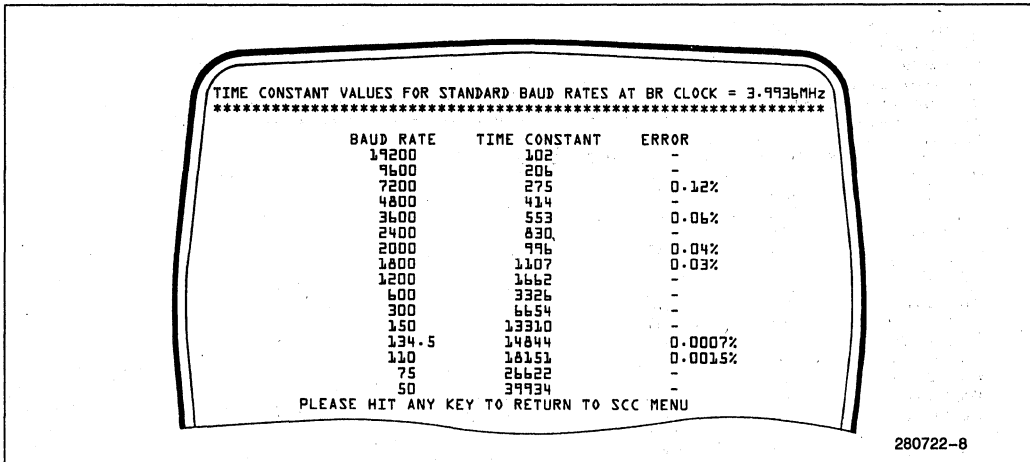 TIME CONSTANT VALUES FOR STANDARD BAUD RATES AT BR CLOCK = 3.9936MHz
***********************************************************************
BAUD RATE TIME CONSTANT ERROR
19200 102 -
9600 206 -
7200 275 0.12%
4800 414 -
3600 553 0.06%
2400 830 -
2000 996 0.04%
1800 1107 0.03%
1200 1662 -
600 3326 -
300 6654 -
150 13310 -
134.5 14844 0.0007%
110 18151 0.0015%
75 26622 -
50 39934 -
PLEASE HIT ANY KEY TO RETURN TO SCC MENU
280722-8